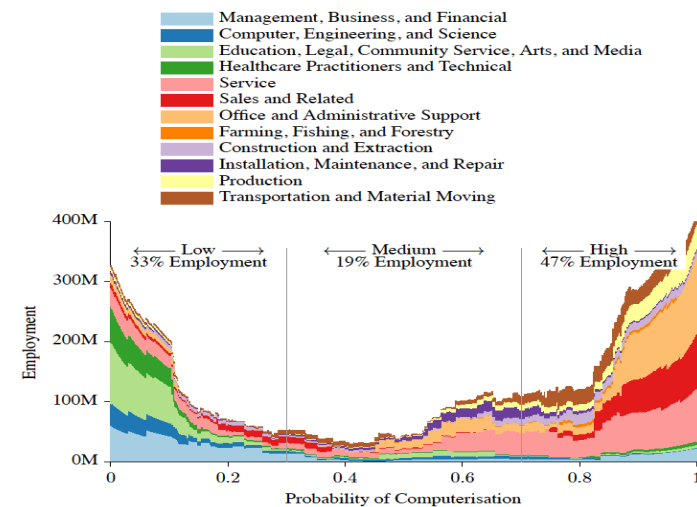 Management, Business, and Financial
Computer, Engineering, and Science
Education, Legal, Community Service, Arts, and Media
Healthcare Practitioners and Technical
Service
Sales and Related
Office and Administrative Support
Farming, Fishing, and Forestry
Construction and Extraction
Installation, Maintenance, and Repair
Production
Transportation and Material Moving
400M
← Low →
← Medium →
← High →
33% Employment
19% Employment
47% Employment
300M
200M
100M
0M
Employment
0
0.2
0.4
0.6
0.8
1
Probability of Computerisation